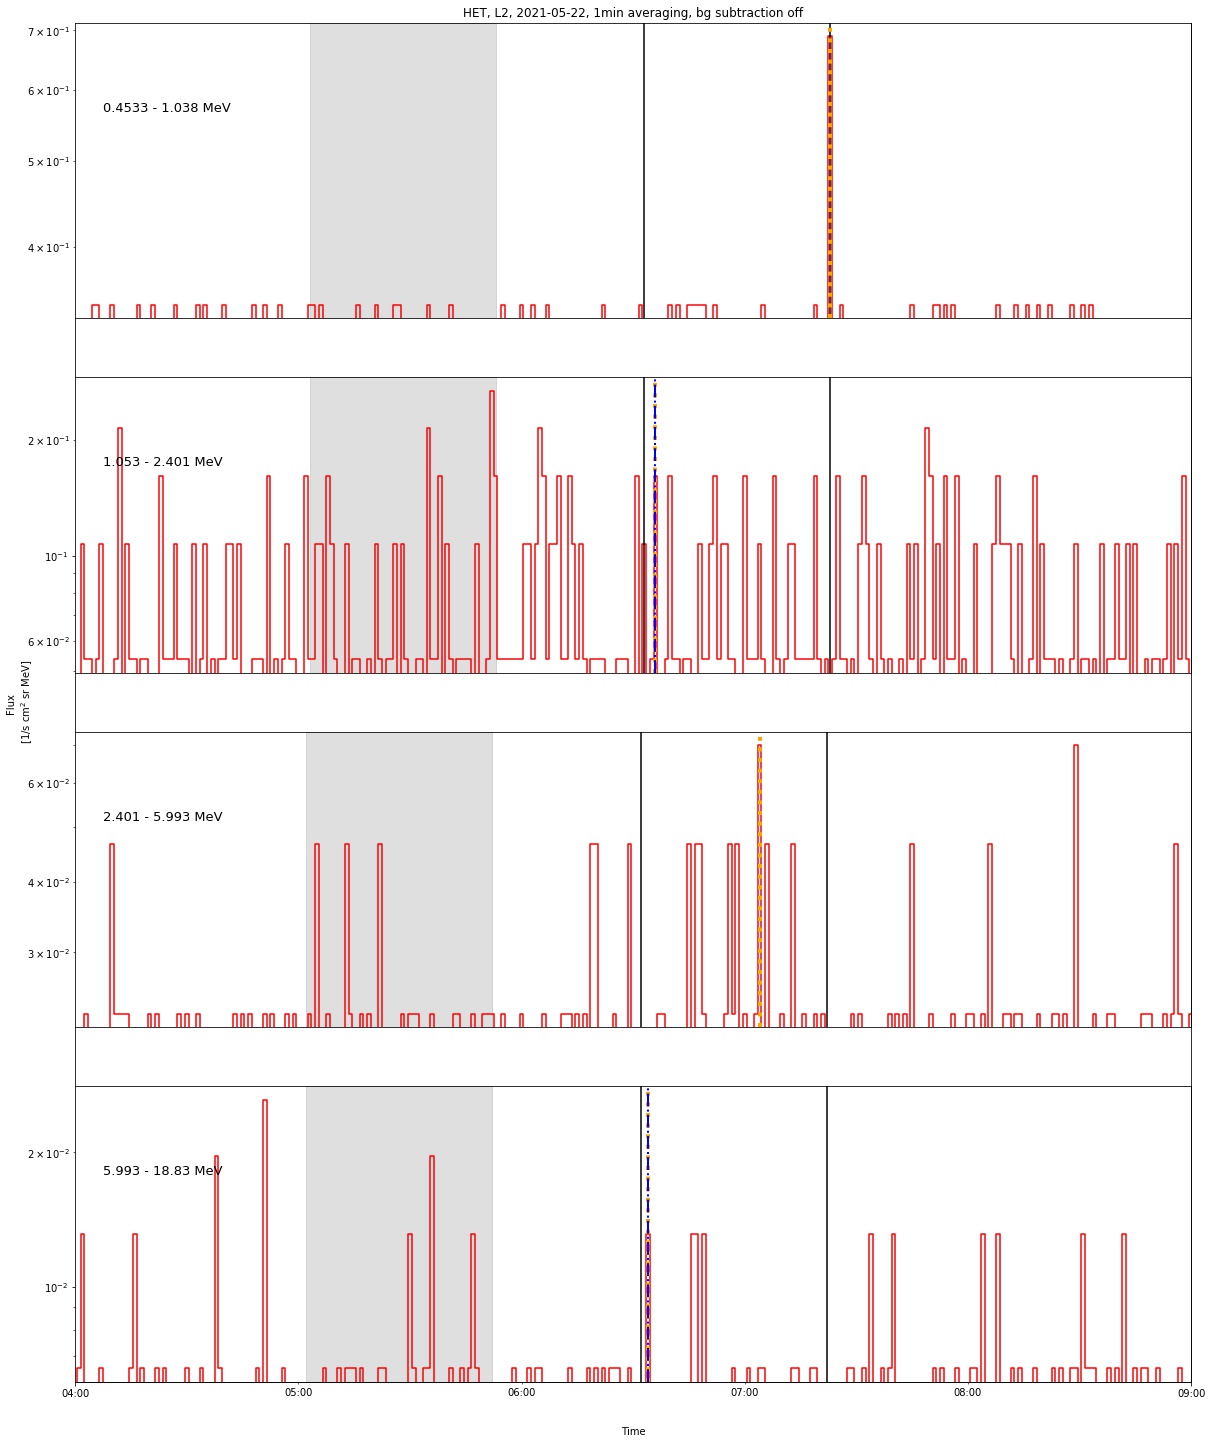 HET, L2, 2021-05-22, 1min averaging, bg subtraction off
7 × 10⁻¹
6 × 10⁻¹
5 × 10⁻¹
4 × 10⁻¹
0.4533 - 1.038 MeV
2 × 10⁻¹
10⁻¹
6 × 10⁻²
1.053 - 2.401 MeV
Flux
[1/s cm² sr MeV]
6 × 10⁻²
4 × 10⁻²
3 × 10⁻²
2.401 - 5.993 MeV
2 × 10⁻²
10⁻²
5.993 - 18.83 MeV
04:00 05:00 06:00 07:00 08:00 09:00
Time